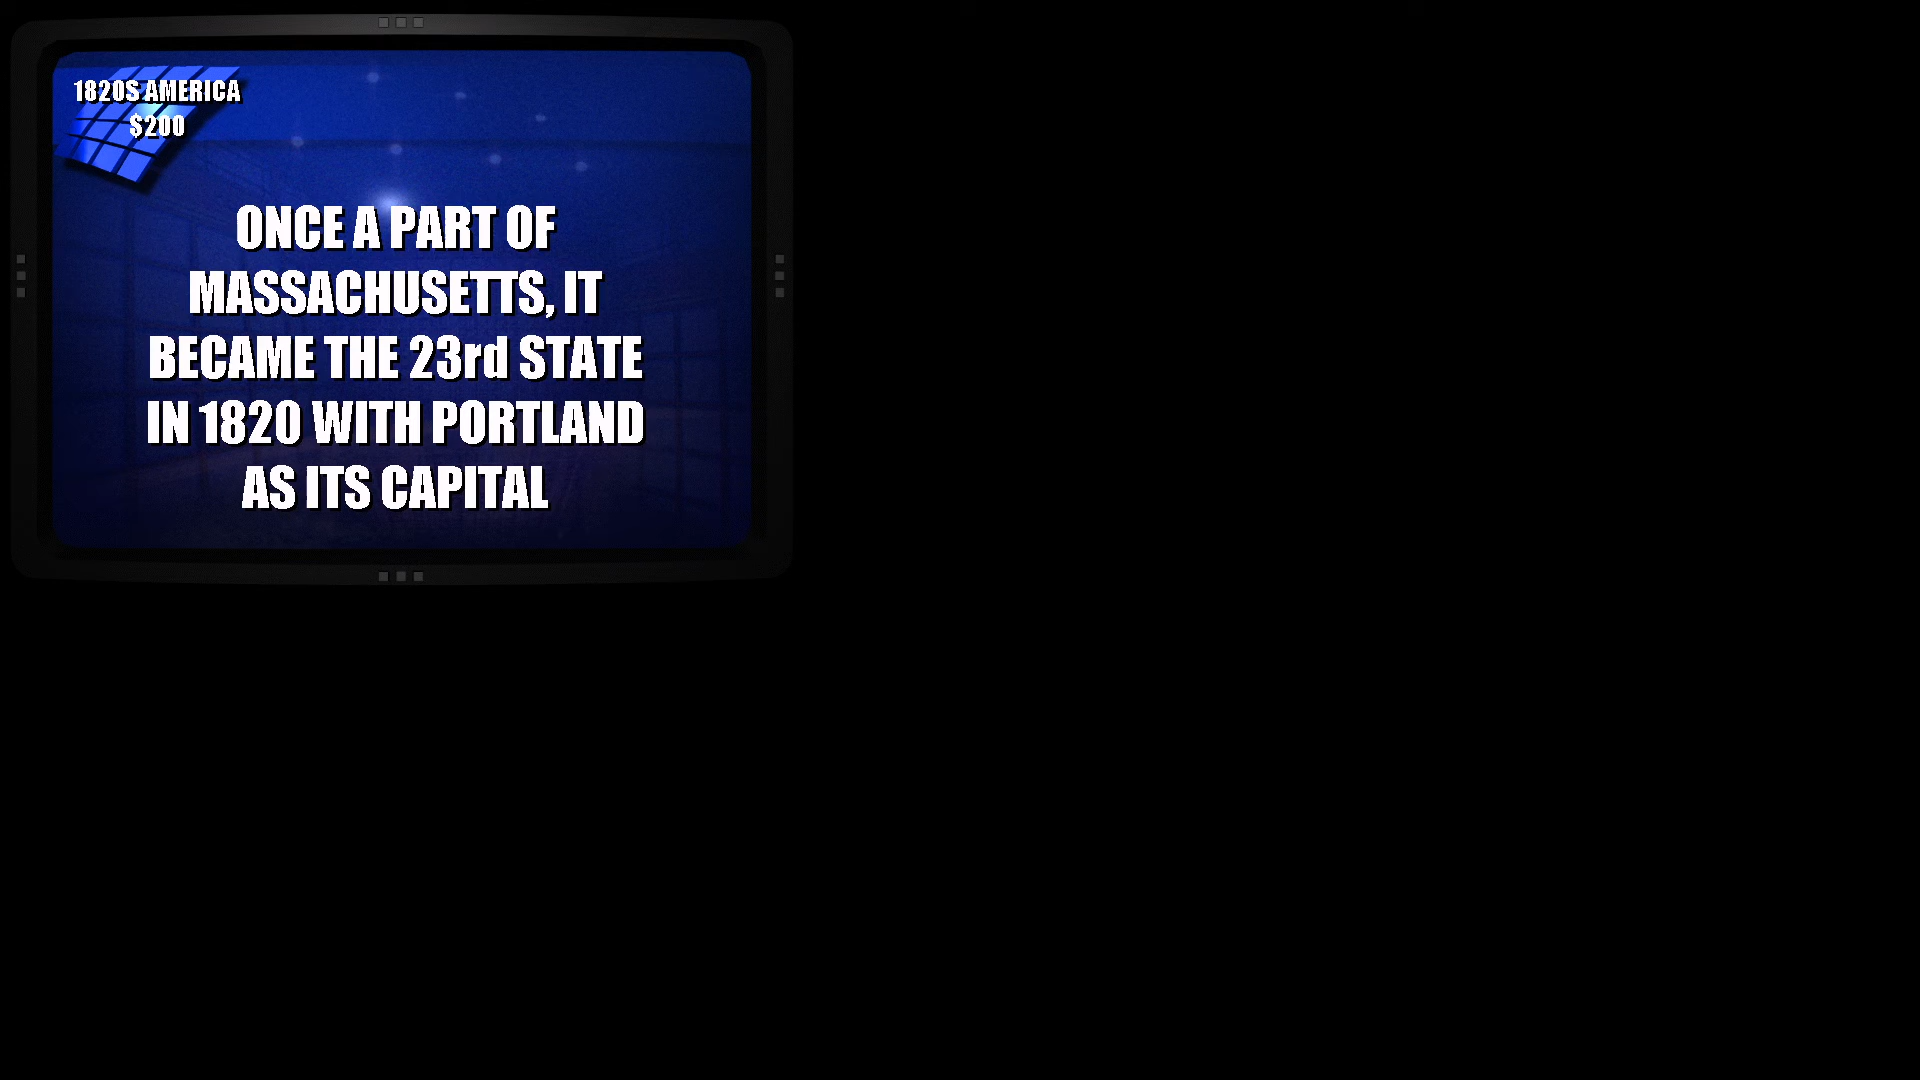 1820S AMERICA
$200
ONCE A PART OF
MASSACHUSETTS, IT
BECAME THE 23rd STATE
IN 1820 WITH PORTLAND
AS ITS CAPITAL